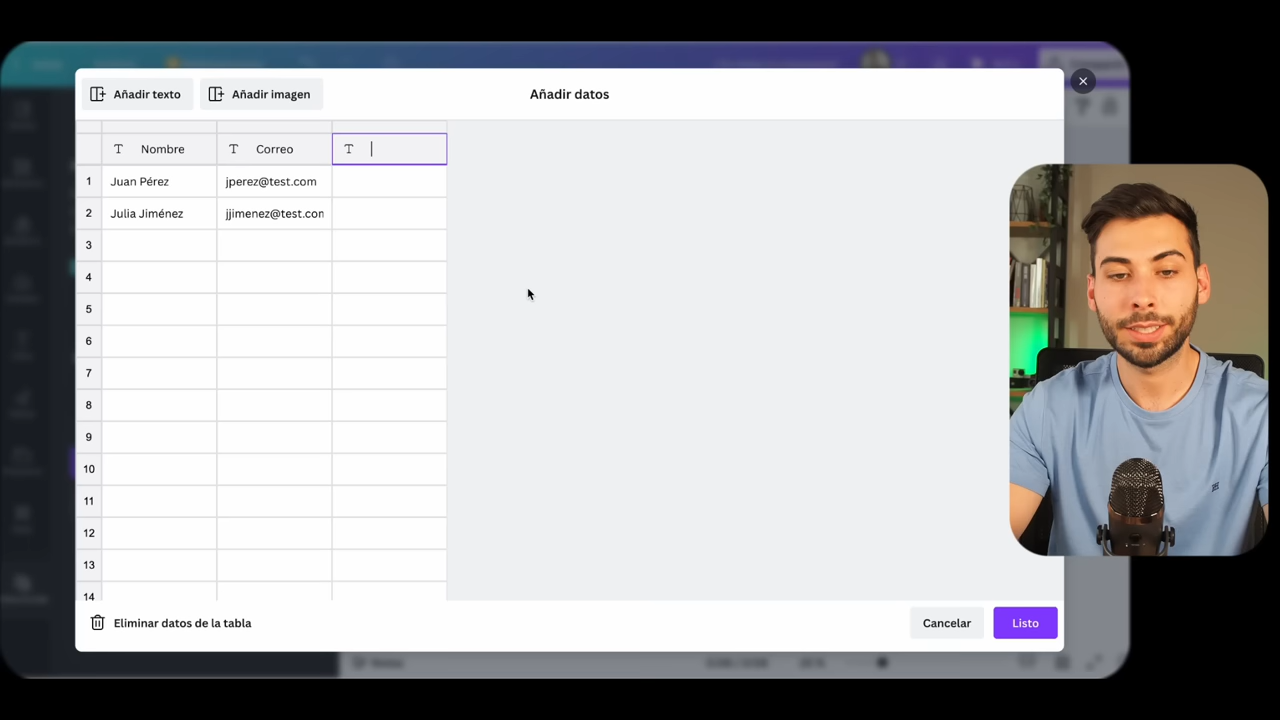 Añadir texto
Añadir imagen
Añadir datos
Nombre
Correo
1
Juan Pérez
jperez@test.com
2
Julia Jiménez
jjimenez@test.con
3
4
5
6
7
8
9
10
11
12
13
14
Eliminar datos de la tabla
Cancelar
Listo